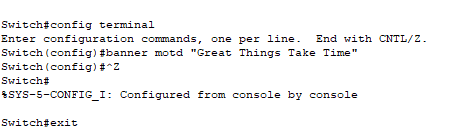 Switch#config terminal
Enter configuration commands, one per line.  End with CNTL/Z.
Switch(config)#banner motd "Great Things Take Time"
Switch(config)#^Z
Switch#
%SYS-5-CONFIG_I: Configured from console by console
Switch#exit